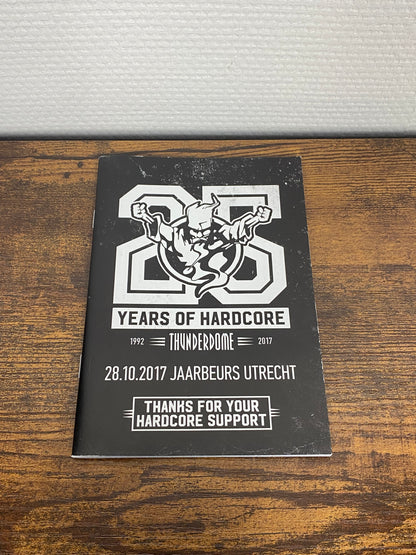 25
YEARS OF HARDCORE
1992 THUNDERDOME 2017
28.10.2017 JAARBEURS UTRECHT
THANKS FOR YOUR
HARDCORE SUPPORT